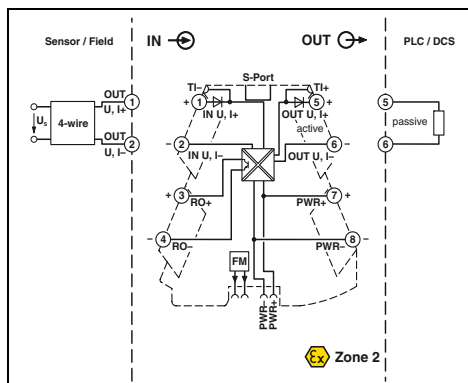 Sensor / Field
IN
OUT
PLC / DCS
TI–
S-Port
TI+
OUT
U, I+
1
+
1
IN U, I+
OUT U, I+
5
+
active
5
Us
4-wire
passive
OUT
U, I–
2
–
2
IN U, I–
OUT U, I–
6
–
6
+
3
RO+
PWR+
7
+
–
4
RO–
PWR–
8
–
FM
PWR–
PWR+
Ex
Zone 2